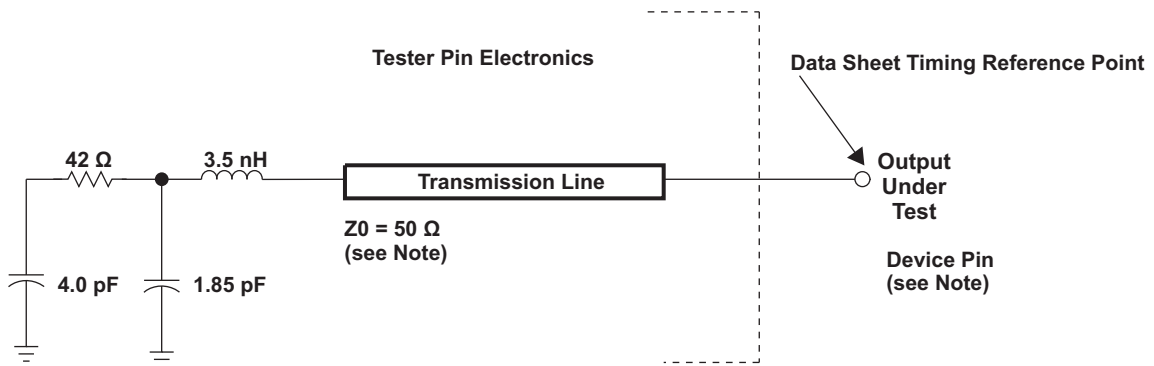 Tester Pin Electronics
Data Sheet Timing Reference Point
42 Ω
3.5 nH
Transmission Line
Output
Under
Test
Z0 = 50 Ω
(see Note)
4.0 pF
1.85 pF
Device Pin
(see Note)